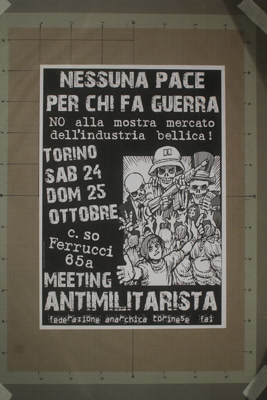 NESSUNA PACE
PER CHI FA GUERRA
NO alla mostra mercato
dell'industria bellica!
TORINO
SAB 24
DOM 25
OTTOBRE
c. so
Ferrucci
65a
MEETING
ANTIMILITARISTA
federazione anarchica torinese fai